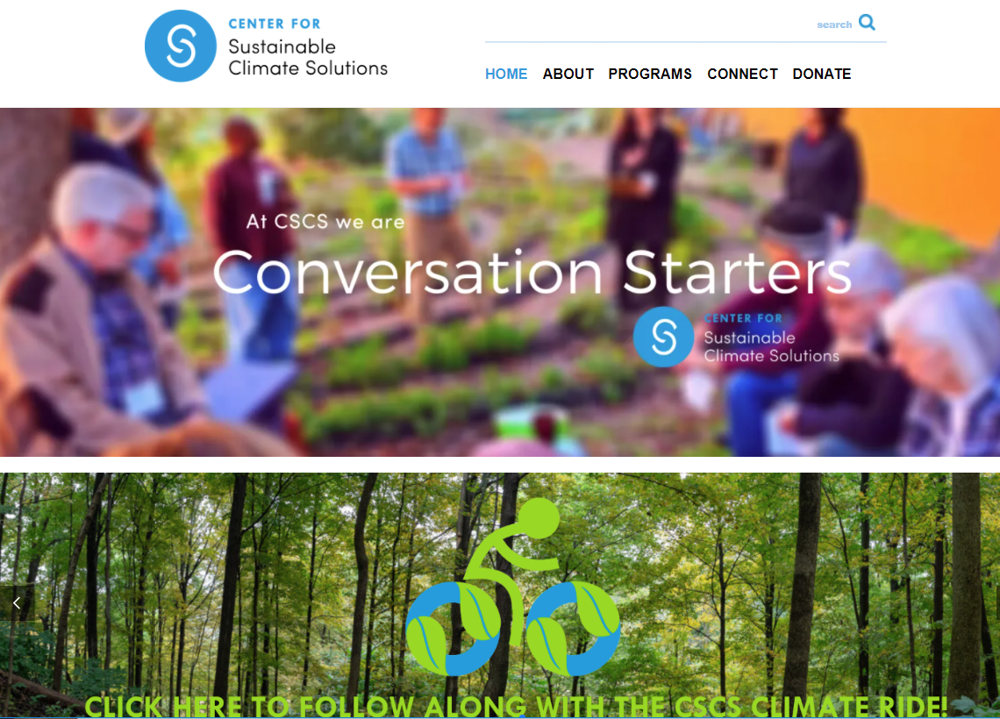 CENTER FOR
Sustainable
Climate Solutions
search
HOME ABOUT PROGRAMS CONNECT DONATE
At CSCS we are
Conversation Starters
CENTER FOR
Sustainable
Climate Solutions
CLICK HERE TO FOLLOW ALONG WITH THE CSCS CLIMATE RIDE!